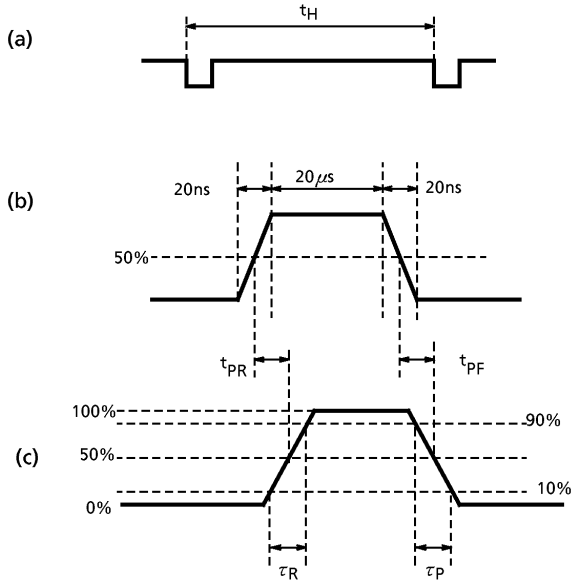 (a)
tH
(b)
20ns
20μs
20ns
50%
tPR
tPF
(c)
100%
90%
50%
10%
0%
τR
τP